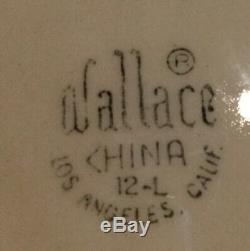 Wallace ®
CHINA
12-L
LOS ANGELES, CALIF.